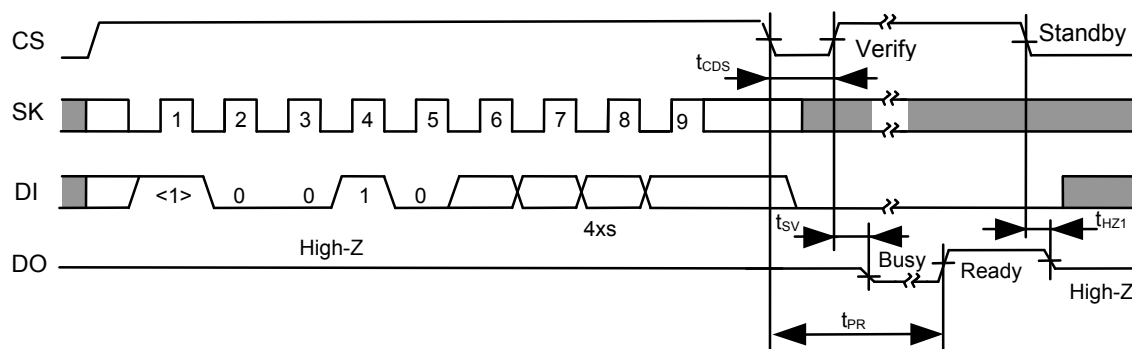 CS
Verify
Standby
tCDS
SK
1 2 3 4 5 6 7 8 9
DI
<1> 0 0 1 0
4xs
tSV
tHZ1
High-Z
DO
Busy
Ready
High-Z
tPR